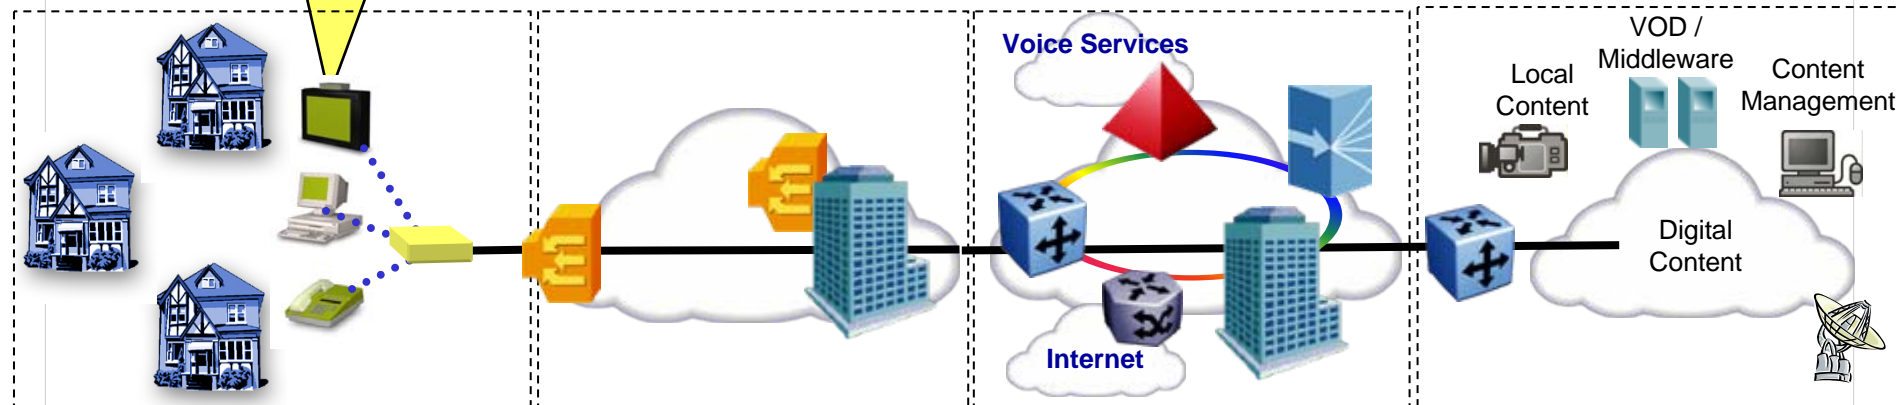 Voice Services
Internet
Local
Content
VOD /
Middleware
Content
Management
Digital
Content